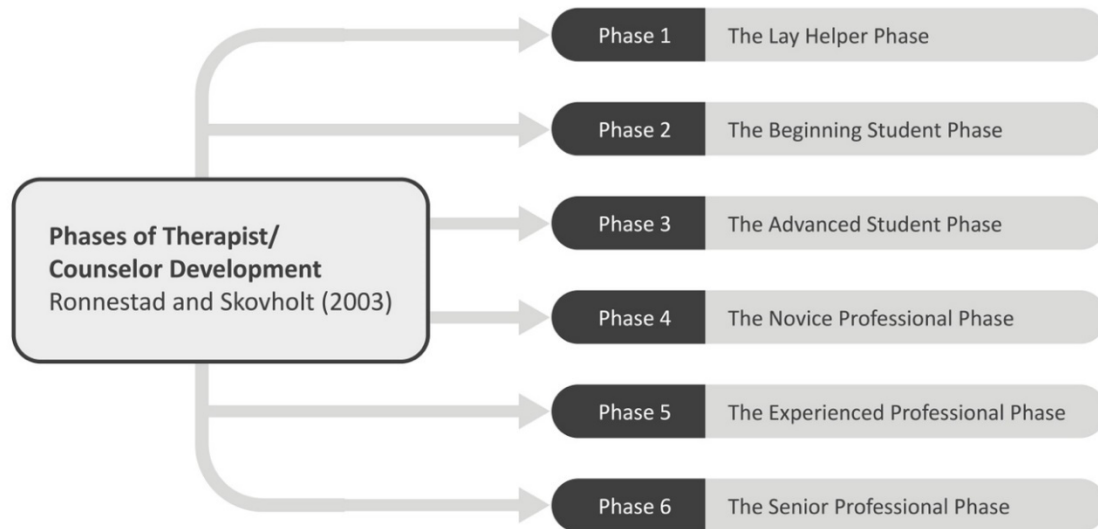 Phases of Therapist/
Counselor Development
Ronnestad and Skovholt (2003)
Phase 1 The Lay Helper Phase
Phase 2 The Beginning Student Phase
Phase 3 The Advanced Student Phase
Phase 4 The Novice Professional Phase
Phase 5 The Experienced Professional Phase
Phase 6 The Senior Professional Phase